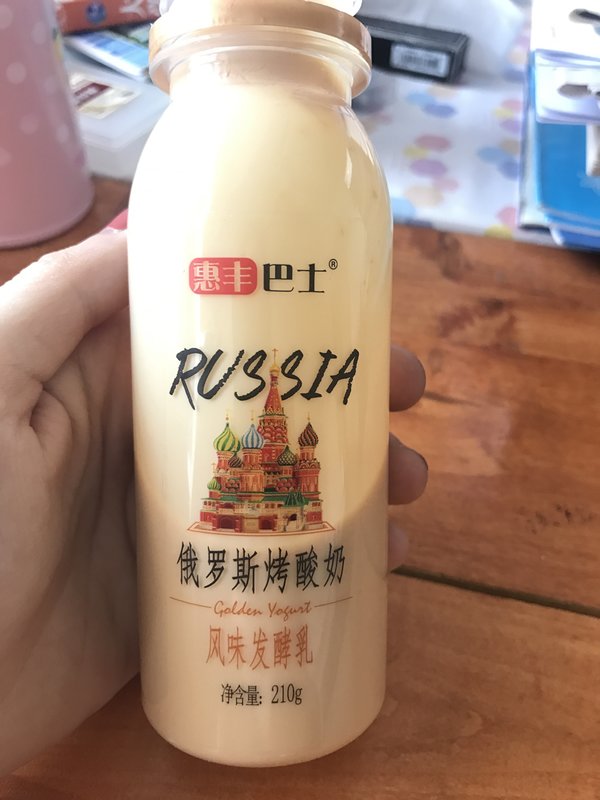 惠丰巴士®
RUSSIA
俄罗斯烤酸奶
Golden Yogurt
风味发酵乳
净含量: 210g